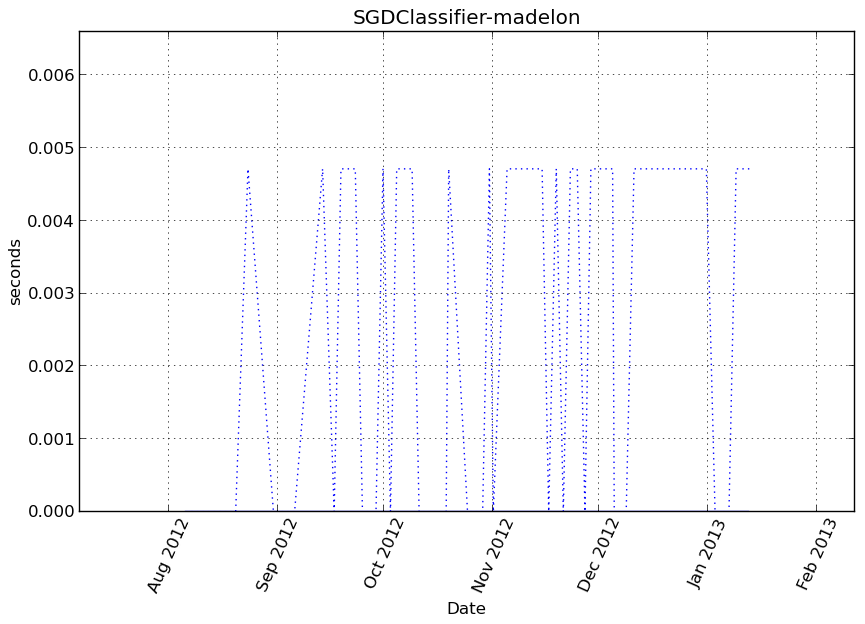 SGDClassifier-madelon
0.006
0.005
0.004
0.003
0.002
0.001
0.000
seconds
Aug 2012
Sep 2012
Oct 2012
Nov 2012
Dec 2012
Jan 2013
Feb 2013
Date